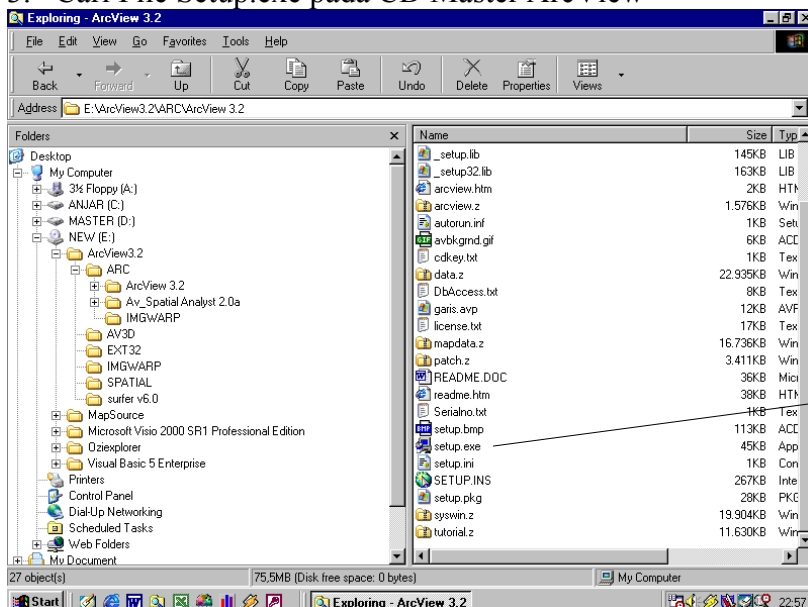 3. Cari File Setup.exe pada CD Master ArcView
Exploring - ArcView 3.2
File Edit View Go Favorites Tools Help
Back Forward Up Cut Copy Paste Undo Delete Properties Views
Address E:\ArcView3.2\ARC\ArcView 3.2
Folders
Desktop
My Computer
3½ Floppy (A:)
ANJAR (C:)
MASTER (D:)
NEW (E:)
ArcView3.2
ARC
ArcView 3.2
Av_Spatial Analyst 2.0a
IMGWARP
AV3D
EXT32
IMGWARP
SPATIAL
surfer v6.0
MapSource
Microsoft Visio 2000 SR1 Professional Edition
Oziexplorer
Visual Basic 5 Enterprise
Printers
Control Panel
Dial-Up Networking
Scheduled Tasks
Web Folders
My Document
Name Size Typ
_setup.lib 145KB LIB
_setup32.lib 163KB LIB
arcview.htm 2KB HTM
arcview.z 1.576KB Win
autorun.inf 1KB Setu
avbkgrnd.gif 6KB ACD
cdkey.txt 1KB Tex
data.z 22.935KB Win
DbAccess.txt 8KB Tex
garis.avp 12KB AVP
license.txt 17KB Tex
mapdata.z 16.736KB Win
patch.z 3.411KB Win
README.DOC 36KB Micr
readme.htm 38KB HTM
Serialno.txt 1KB Tex
setup.bmp 113KB ACD
setup.exe 45KB App
setup.ini 1KB Con
SETUP.INS 267KB Inte
setup.pkg 28KB PKG
syswin.z 19.904KB Win
tutorial.z 11.630KB Win
27 object(s) 75,5MB (Disk free space: 0 bytes) My Computer
Start Exploring - ArcView 3.2 22:57